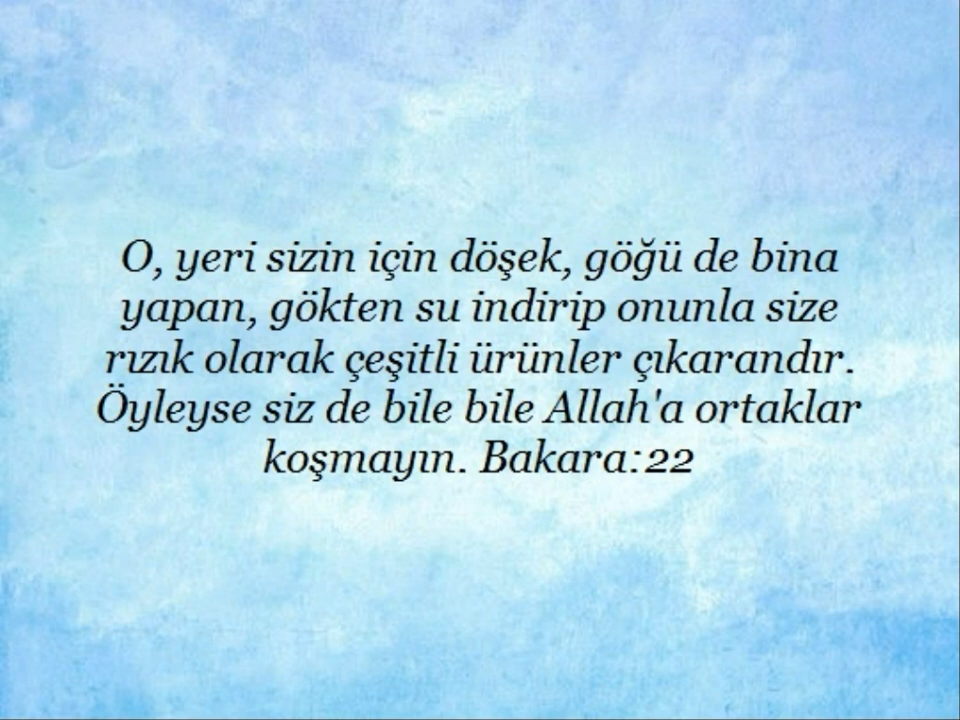 O, yeri sizin için döşek, göğü de bina
yapan, gökten su indirip onunla size
rızık olarak çeşitli ürünler çıkarandır.
Öyleyse siz de bile bile Allah'a ortaklar
koşmayın. Bakara:22